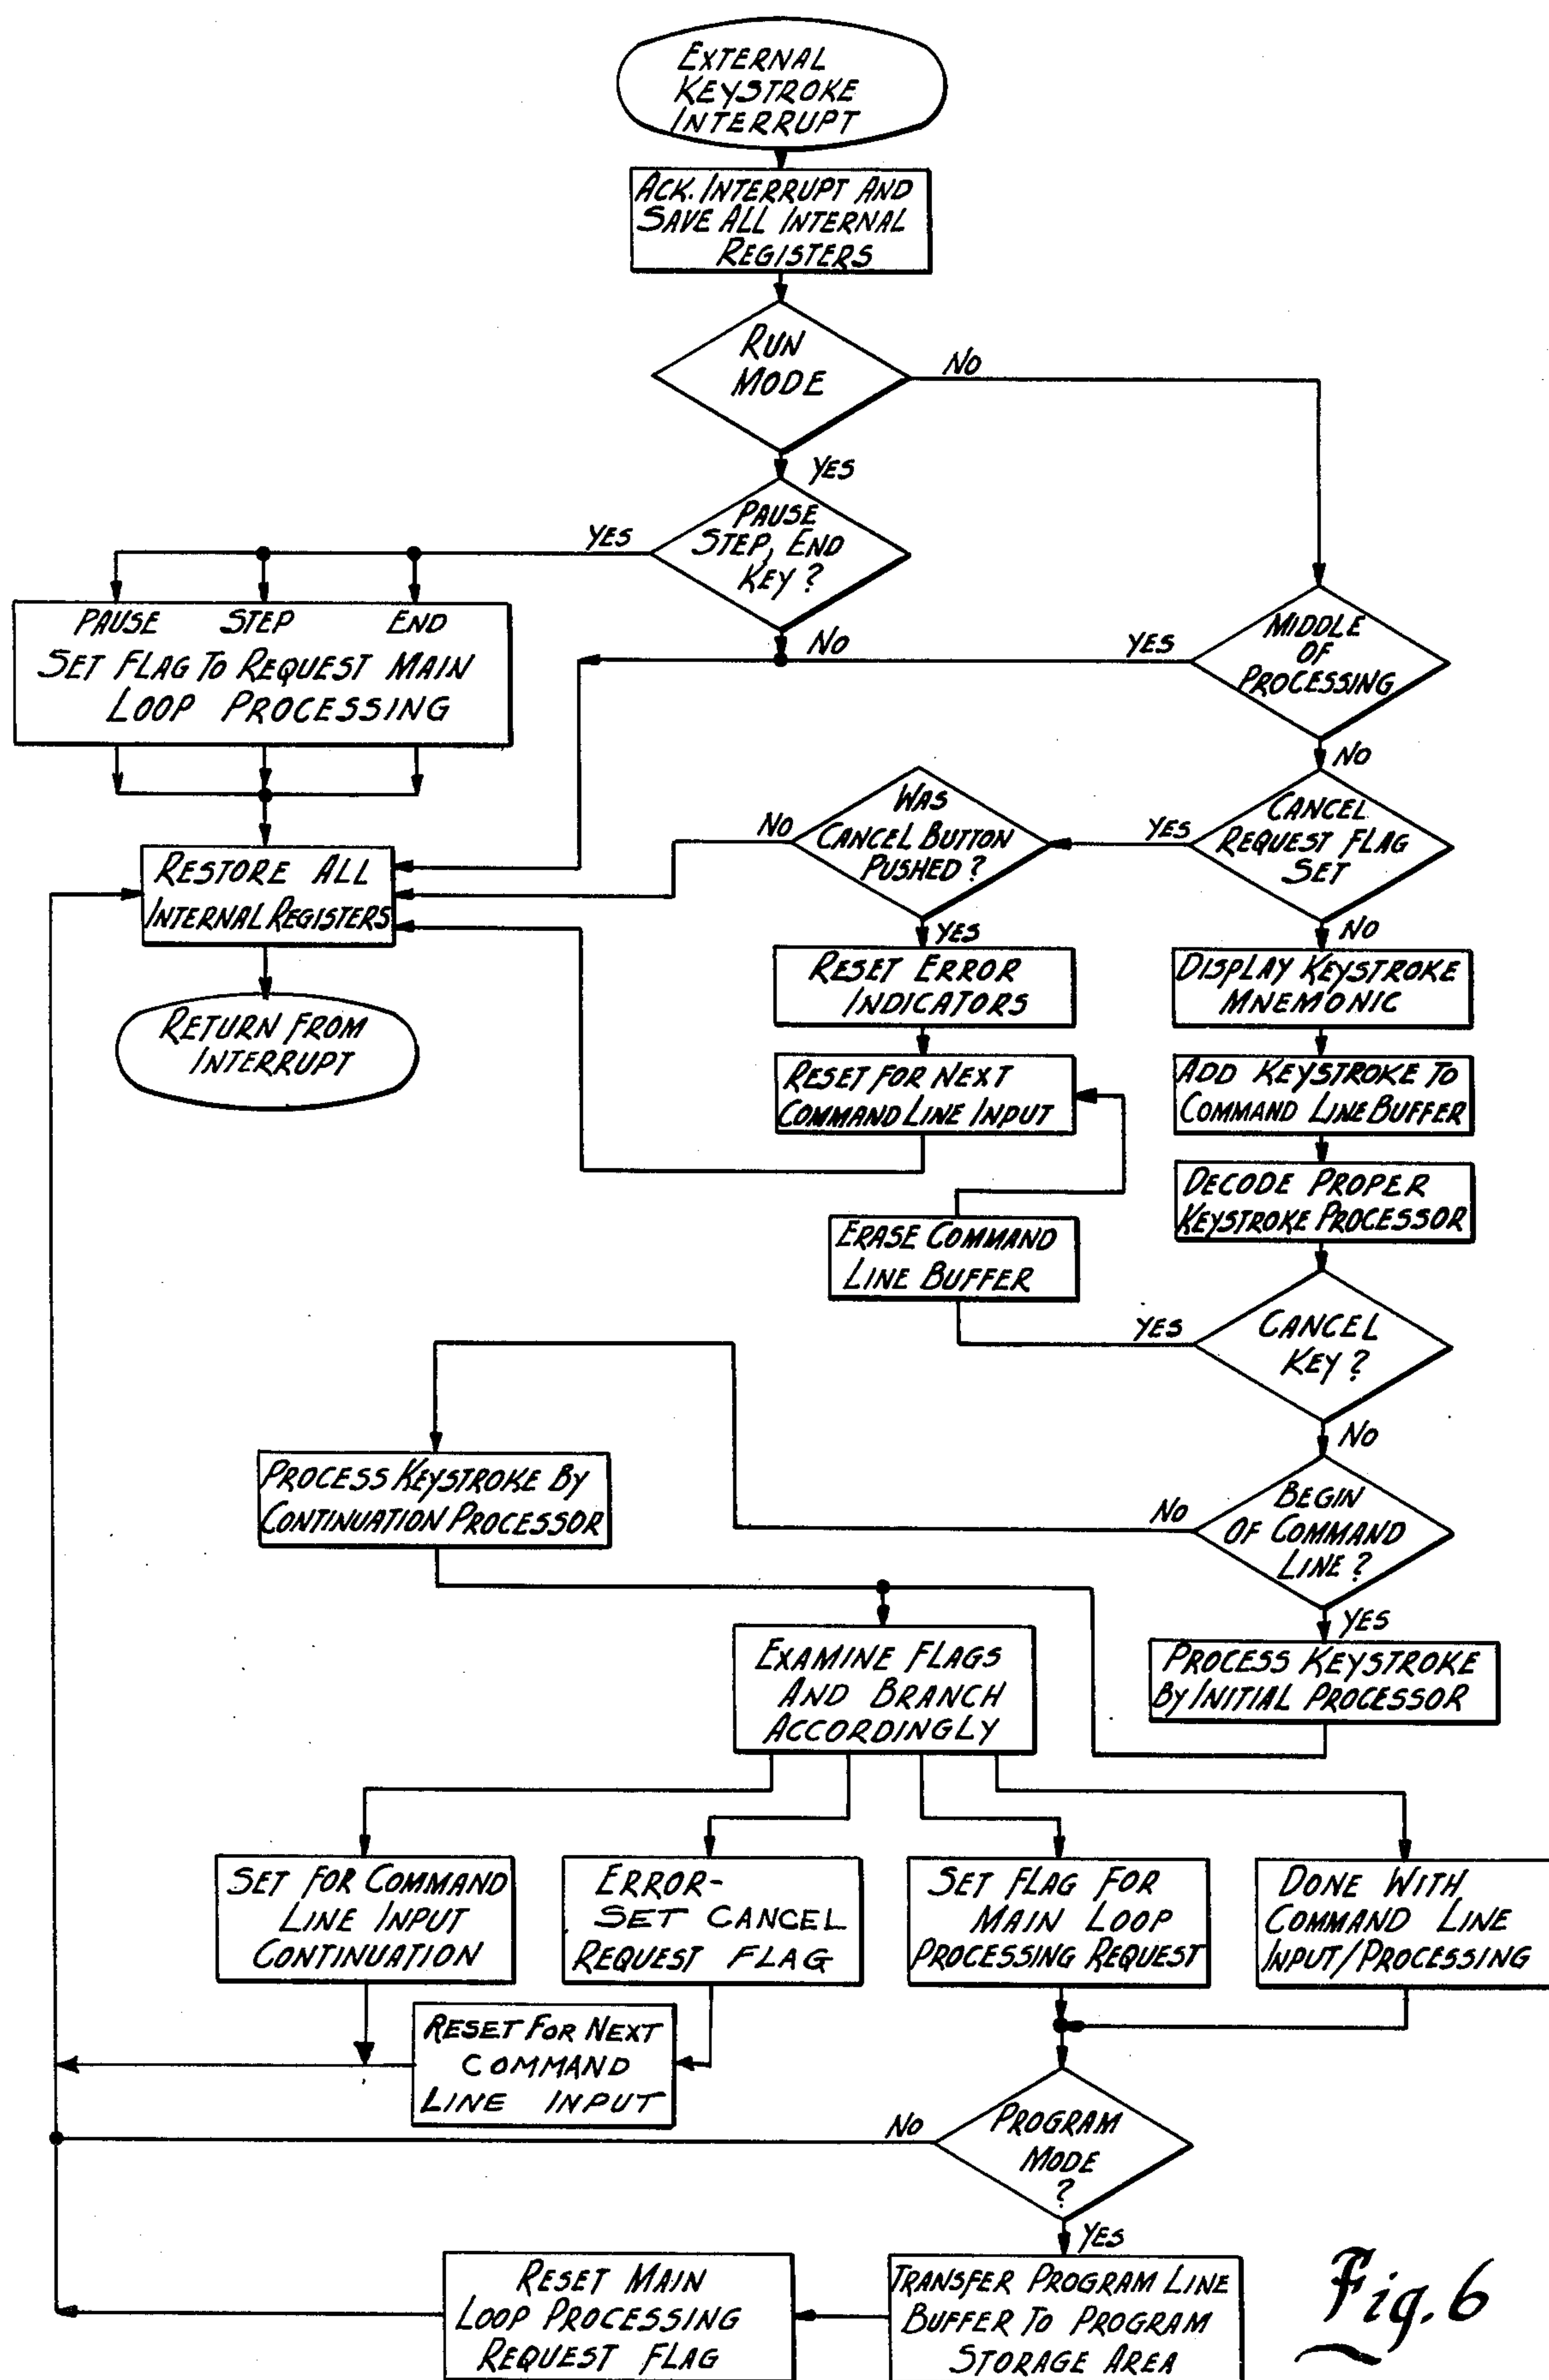 EXTERNAL
KEYSTROKE
INTERRUPT
ACK. INTERRUPT AND
SAVE ALL INTERNAL
REGISTERS
RUN
MODE
NO
YES
PAUSE
STEP, END
KEY ?
YES
NO
PAUSE STEP END
SET FLAG TO REQUEST MAIN
LOOP PROCESSING
MIDDLE
OF
PROCESSING
YES
NO
CANCEL
REQUEST FLAG
SET
YES
NO
WAS
CANCEL BUTTON
PUSHED ?
NO
YES
RESTORE ALL
INTERNAL REGISTERS
RETURN FROM
INTERRUPT
RESET ERROR
INDICATORS
RESET FOR NEXT
COMMAND LINE INPUT
DISPLAY KEYSTROKE
MNEMONIC
ADD KEYSTROKE TO
COMMAND LINE BUFFER
DECODE PROPER
KEYSTROKE PROCESSOR
ERASE COMMAND
LINE BUFFER
YES
CANCEL
KEY ?
NO
PROCESS KEYSTROKE BY
CONTINUATION PROCESSOR
NO
BEGIN
OF COMMAND
LINE ?
YES
PROCESS KEYSTROKE
BY INITIAL PROCESSOR
EXAMINE FLAGS
AND BRANCH
ACCORDINGLY
SET FOR COMMAND
LINE INPUT
CONTINUATION
ERROR-
SET CANCEL
REQUEST FLAG
SET FLAG FOR
MAIN LOOP
PROCESSING REQUEST
DONE WITH
COMMAND LINE
INPUT/PROCESSING
RESET FOR NEXT
COMMAND
LINE INPUT
NO
PROGRAM
MODE
?
YES
RESET MAIN
LOOP PROCESSING
REQUEST FLAG
TRANSFER PROGRAM LINE
BUFFER TO PROGRAM
STORAGE AREA
Fig. 6